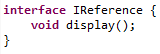 interface IReference {
    void display();
}